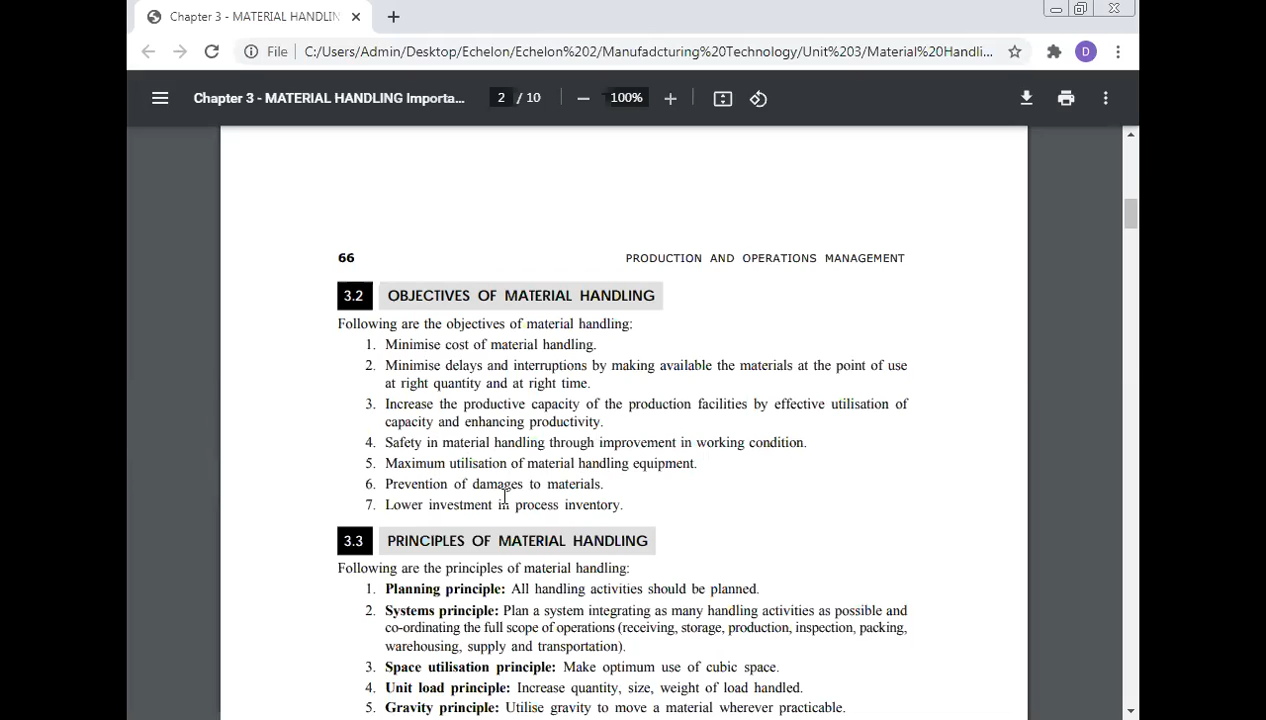 Chapter 3 - MATERIAL HANDLIN
File C:/Users/Admin/Desktop/Echelon/Echelon%202/Manufadcturing%20Technology/Unit%203/Material%20Handli...
D
Chapter 3 - MATERIAL HANDLING Importa... 2 / 10 100%
66 PRODUCTION AND OPERATIONS MANAGEMENT
3.2 OBJECTIVES OF MATERIAL HANDLING
Following are the objectives of material handling:
1. Minimise cost of material handling.
2. Minimise delays and interruptions by making available the materials at the point of use
at right quantity and at right time.
3. Increase the productive capacity of the production facilities by effective utilisation of
capacity and enhancing productivity.
4. Safety in material handling through improvement in working condition.
5. Maximum utilisation of material handling equipment.
6. Prevention of damages to materials.
7. Lower investment in process inventory.
3.3 PRINCIPLES OF MATERIAL HANDLING
Following are the principles of material handling:
1. Planning principle: All handling activities should be planned.
2. Systems principle: Plan a system integrating as many handling activities as possible and
co-ordinating the full scope of operations (receiving, storage, production, inspection, packing,
warehousing, supply and transportation).
3. Space utilisation principle: Make optimum use of cubic space.
4. Unit load principle: Increase quantity, size, weight of load handled.
5. Gravity principle: Utilise gravity to move a material wherever practicable.